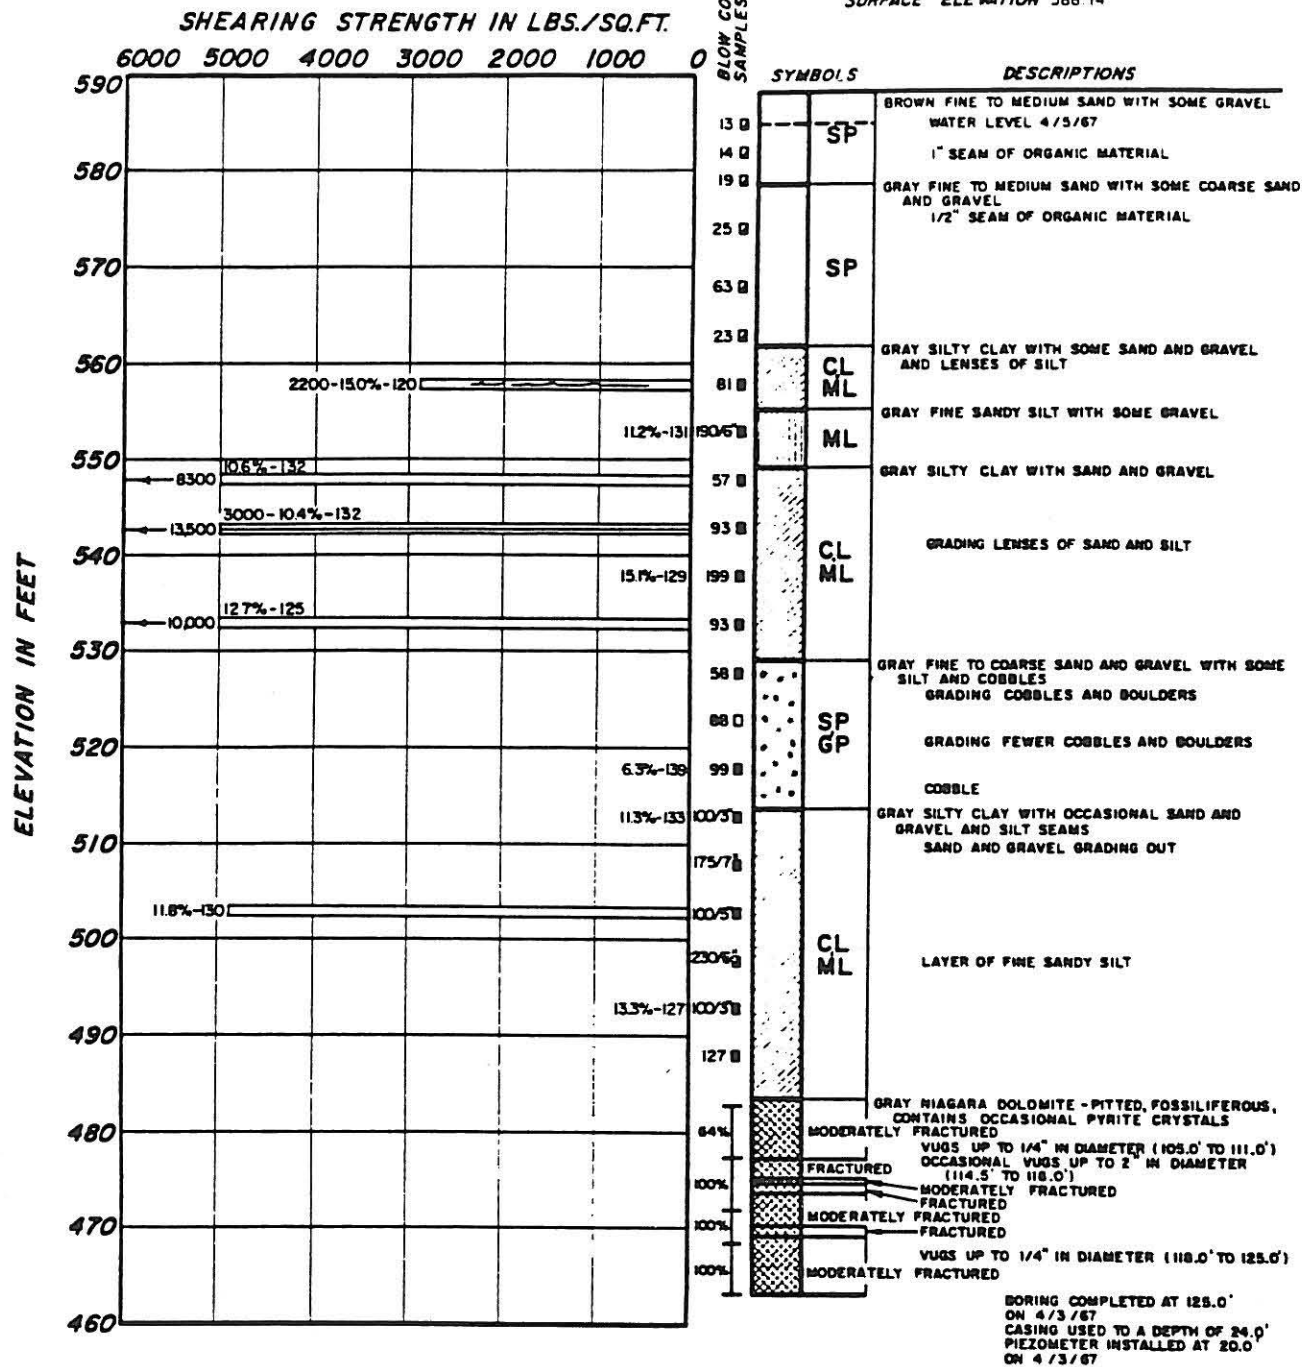 SHEARING STRENGTH IN LBS./SQ.FT.
BLOW CO
SAMPLES
6000 5000 4000 3000 2000 1000 0
SYMBOLS
DESCRIPTIONS
590
BROWN FINE TO MEDIUM SAND WITH SOME GRAVEL
13
WATER LEVEL 4/5/67
SP
14
1" SEAM OF ORGANIC MATERIAL
580
19
GRAY FINE TO MEDIUM SAND WITH SOME COARSE SAND
AND GRAVEL
1/2" SEAM OF ORGANIC MATERIAL
25
570
SP
63
23
560
GRAY SILTY CLAY WITH SOME SAND AND GRAVEL
AND LENSES OF SILT
CL
ML
2200-15.0%-120
81
GRAY FINE SANDY SILT WITH SOME GRAVEL
11.2%-131
190/6"
ML
550
10.6%-132
8300
57
GRAY SILTY CLAY WITH SAND AND GRAVEL
3000-10.4%-132
13,500
93
540
GRADING LENSES OF SAND AND SILT
CL
ML
15.1%-129
199
12.7%-125
10,000
93
530
58
GRAY FINE TO COARSE SAND AND GRAVEL WITH SOME
SILT AND COBBLES
GRADING COBBLES AND BOULDERS
88
SP
GP
520
GRADING FEWER COBBLES AND BOULDERS
6.3%-139
99
COBBLE
11.3%-133
100/3"
GRAY SILTY CLAY WITH OCCASIONAL SAND AND
GRAVEL AND SILT SEAMS
510
SAND AND GRAVEL GRADING OUT
175/7"
11.8%-130
100/5"
500
CL
ML
230/6"
LAYER OF FINE SANDY SILT
13.3%-127
100/3"
490
127
GRAY NIAGARA DOLOMITE - PITTED, FOSSILIFEROUS,
CONTAINS OCCASIONAL PYRITE CRYSTALS
480
64%
MODERATELY FRACTURED
VUGS UP TO 1/4" IN DIAMETER (105.0' TO 111.0')
FRACTURED
OCCASIONAL VUGS UP TO 2" IN DIAMETER
(114.5' TO 118.0')
100%
MODERATELY FRACTURED
FRACTURED
MODERATELY FRACTURED
470
100%
FRACTURED
VUGS UP TO 1/4" IN DIAMETER (118.0' TO 125.0')
100%
MODERATELY FRACTURED
460
BORING COMPLETED AT 125.0'
ON 4/3/67
CASING USED TO A DEPTH OF 24.0'
PIEZOMETER INSTALLED AT 20.0'
ON 4/3/67
ELEVATION IN FEET